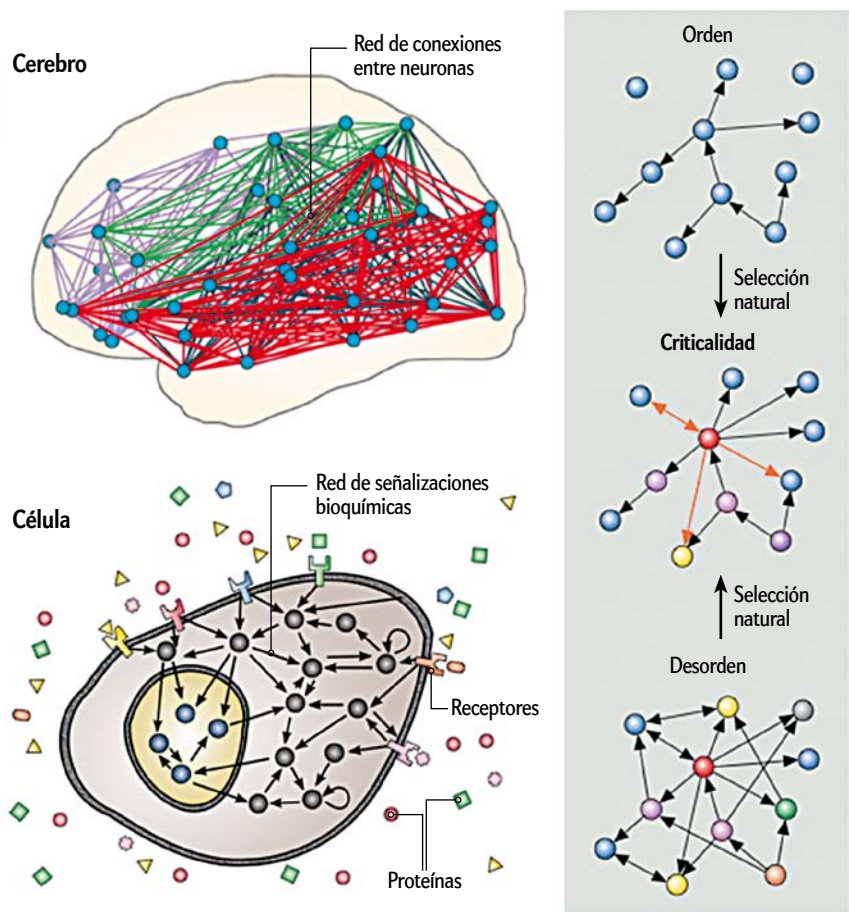 Cerebro
Red de conexiones
entre neuronas
Célula
Red de señalizaciones
bioquímicas
Receptores
Proteínas
Orden
Selección
natural
Criticalidad
Selección
natural
Desorden